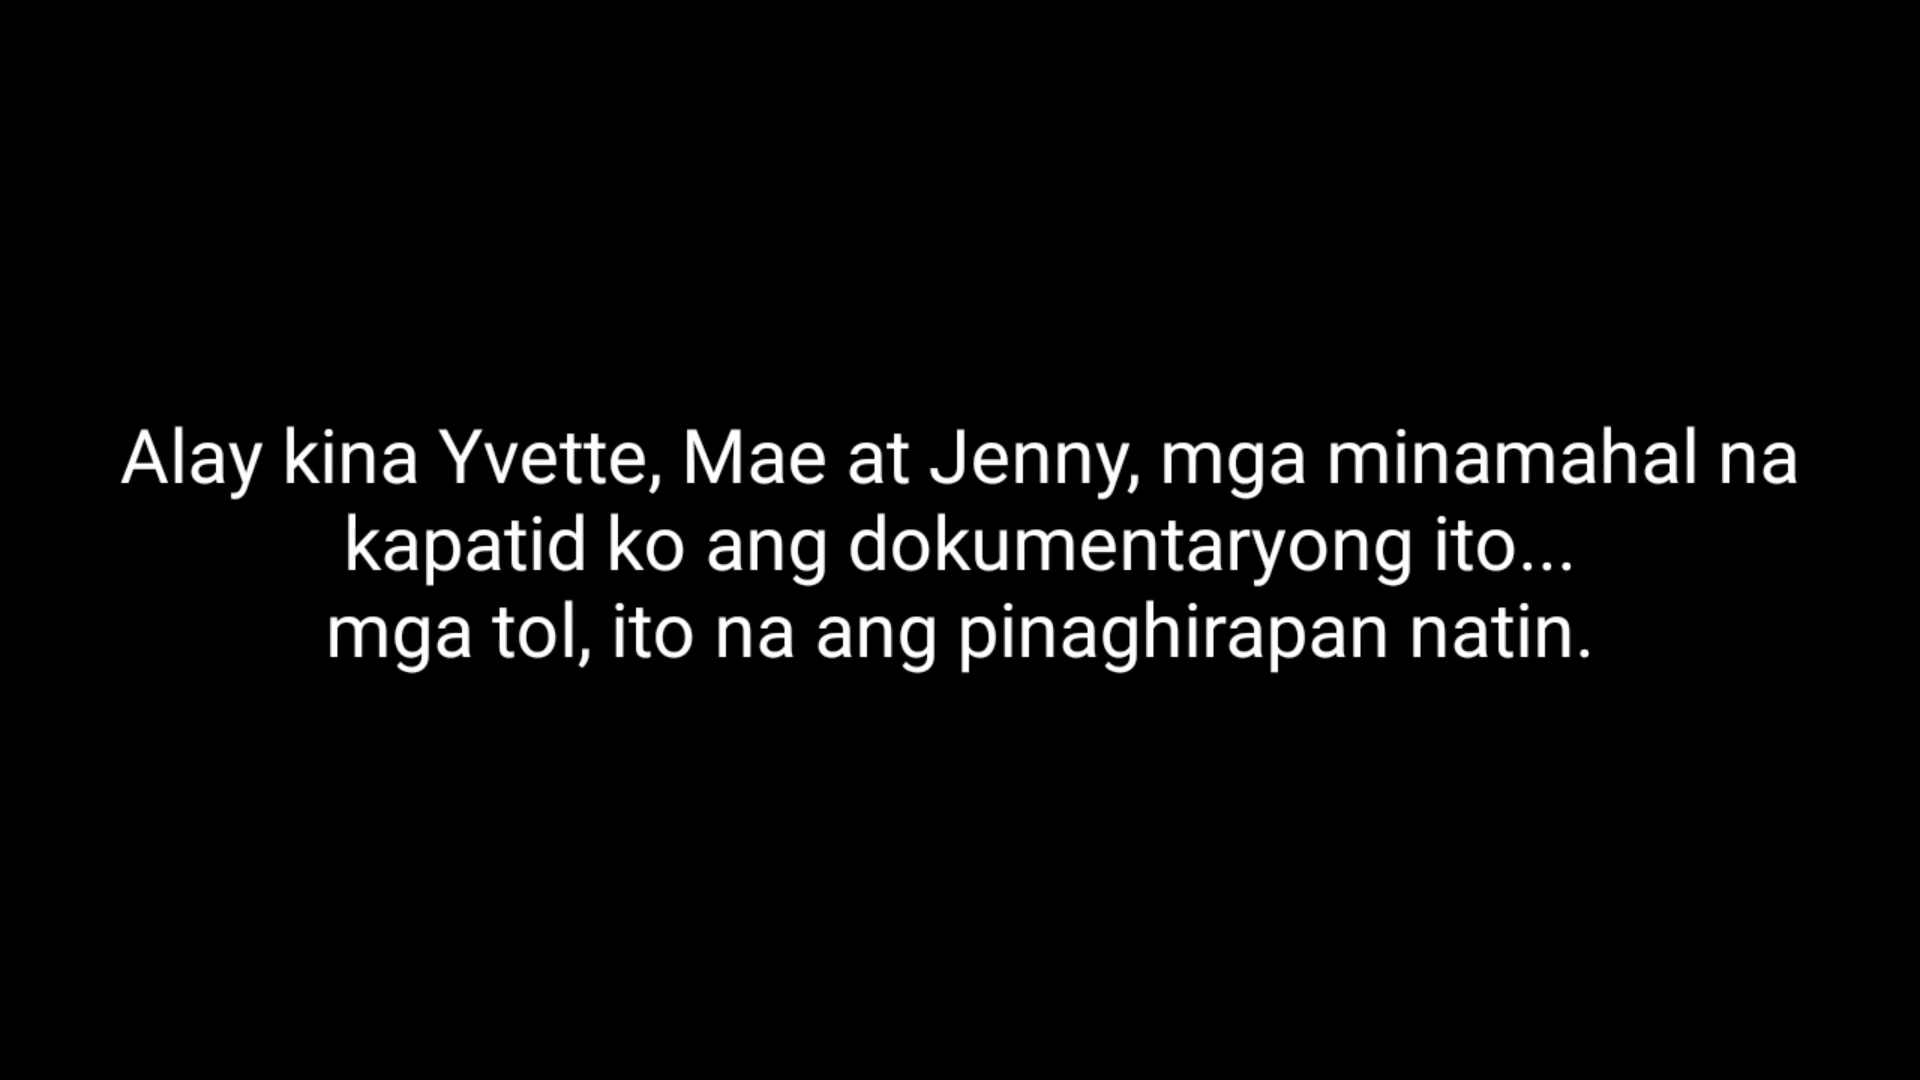 Alay kina Yvette, Mae at Jenny, mga minamahal na
kapatid ko ang dokumentaryong ito...
mga tol, ito na ang pinaghirapan natin.